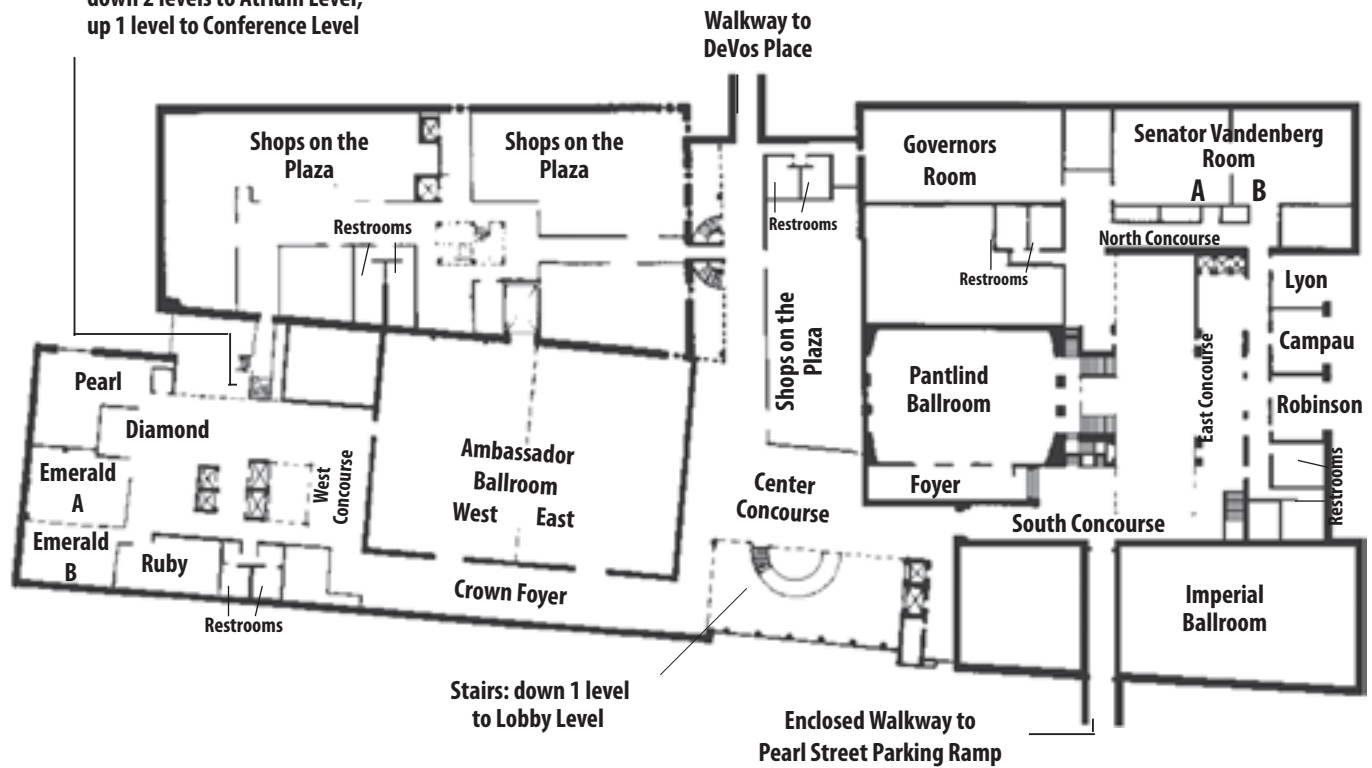 down 2 levels to Atrium Level,
up 1 level to Conference Level
Walkway to
DeVos Place
Shops on the
Plaza
Shops on the
Plaza
Restrooms
Restrooms
Governors
Room
Senator Vandenberg
Room
A B
North Concourse
Restrooms
Lyon
Campau
Robinson
East Concourse
Restrooms
Shops on the
Plaza
Pantlind
Ballroom
Foyer
Pearl
Diamond
Emerald
A
Emerald
B
Ruby
Restrooms
West
Concourse
Ambassador
Ballroom
West East
Crown Foyer
Center
Concourse
South Concourse
Imperial
Ballroom
Stairs: down 1 level
to Lobby Level
Enclosed Walkway to
Pearl Street Parking Ramp